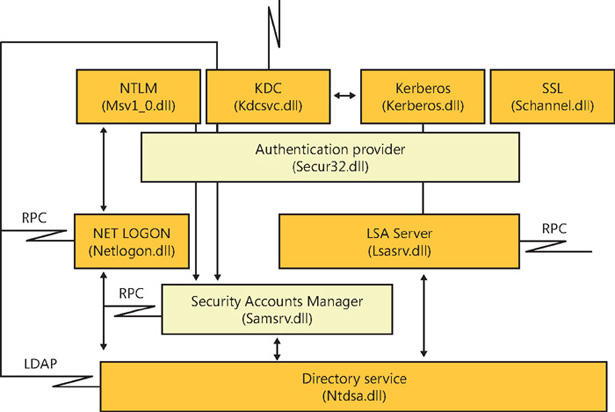 NTLM
(Msv1_0.dll)
KDC
(Kdcsvc.dll)
Kerberos
(Kerberos.dll)
SSL
(Schannel.dll)
Authentication provider
(Secur32.dll)
RPC
NET LOGON
(Netlogon.dll)
LSA Server
(Lsasrv.dll)
RPC
RPC
Security Accounts Manager
(Samsrv.dll)
LDAP
Directory service
(Ntdsa.dll)